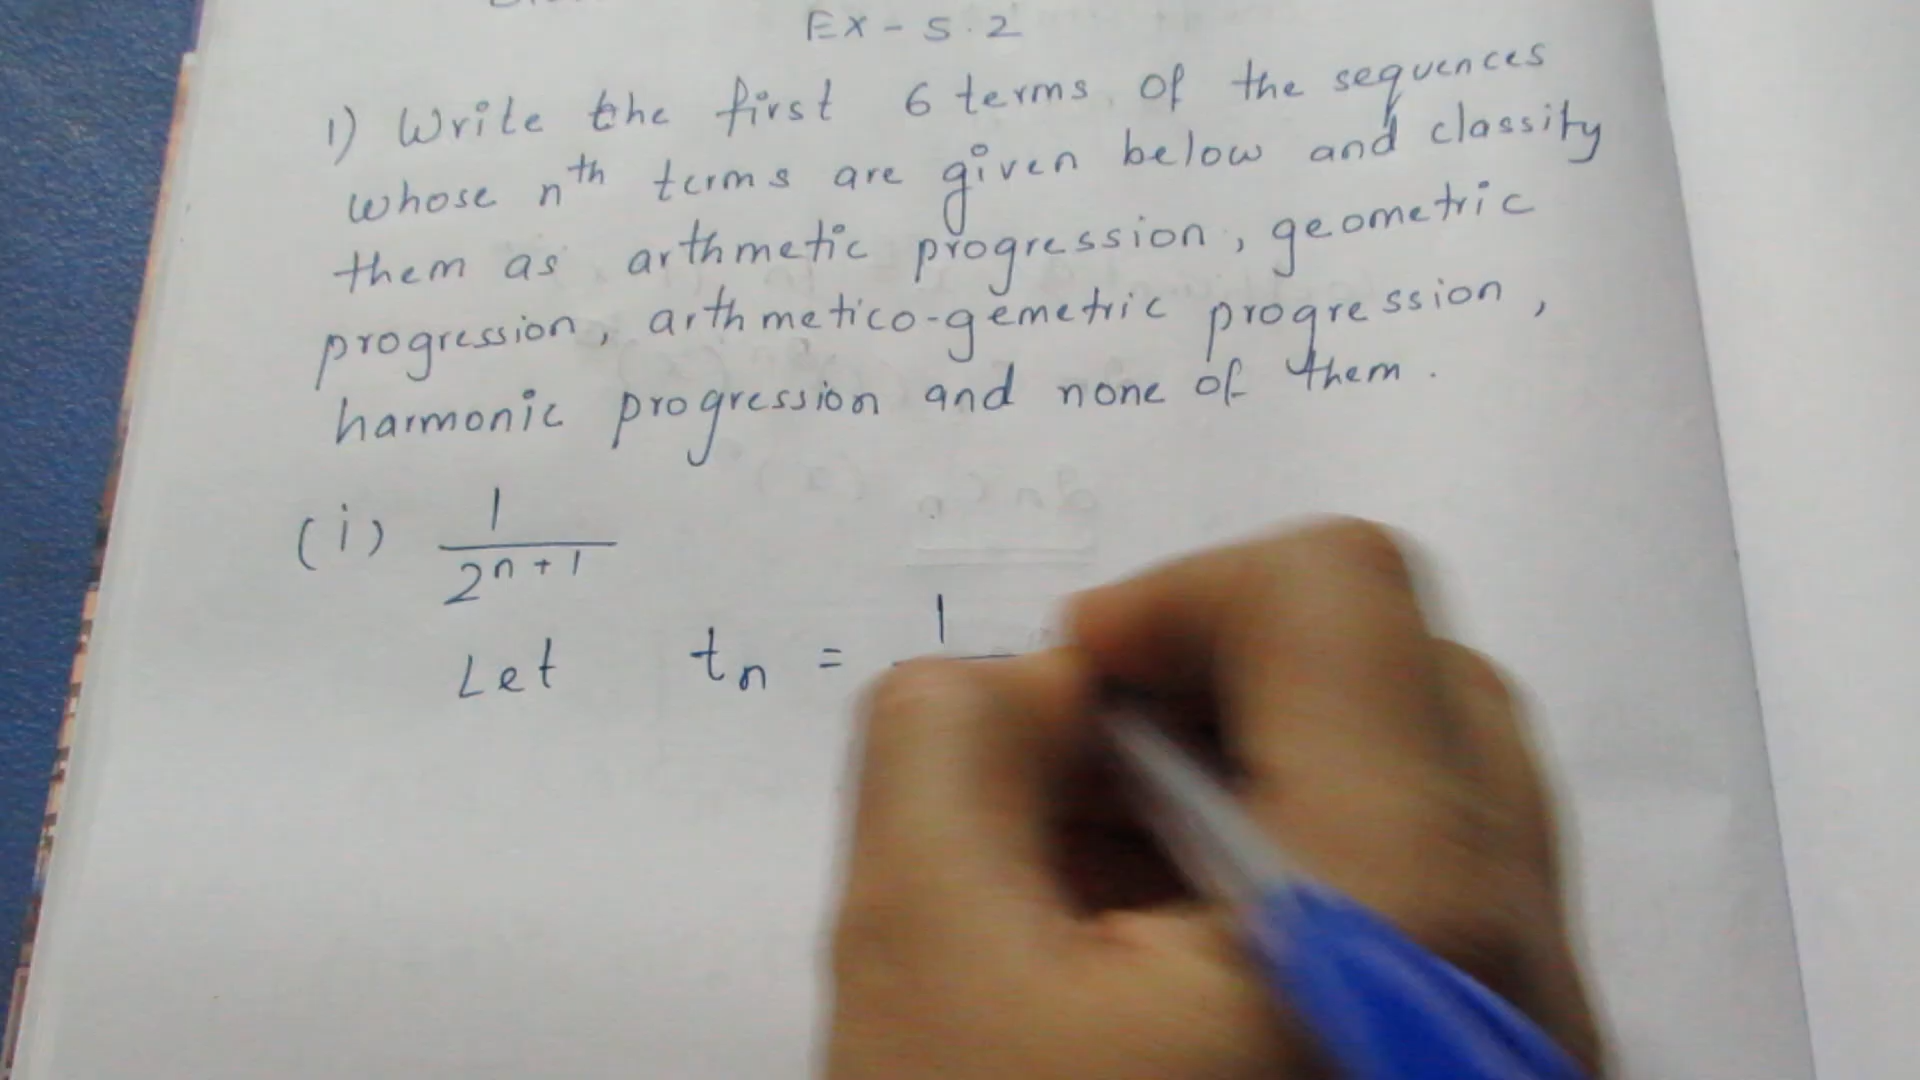 Ex - 5.2
1) Write the first 6 terms of the sequences
whose nth terms are given below and classify
them as arthmetic progression, geometric
progression, arthmetico-gemetric progression,
harmonic progression and none of them.
(i) 1
2^n+1
Let tn = 1